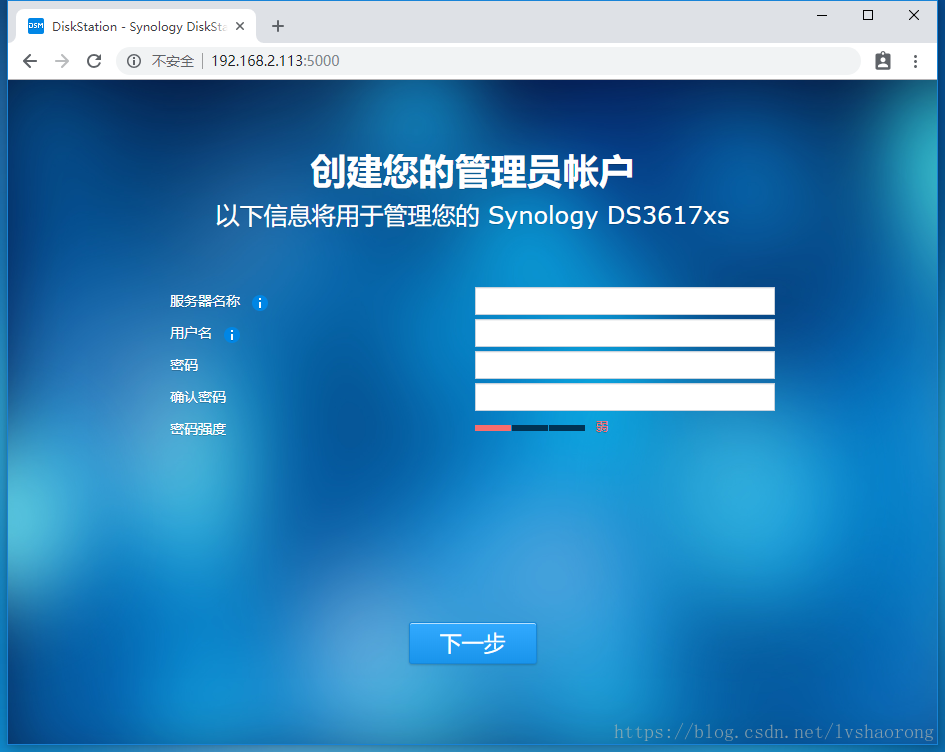 DSM DiskStation - Synology DiskSta
不安全 192.168.2.113:5000
创建您的管理员帐户
以下信息将用于管理您的 Synology DS3617xs
服务器名称
用户名
密码
确认密码
密码强度 弱
下一步
https://blog.csdn.net/lvshaorong